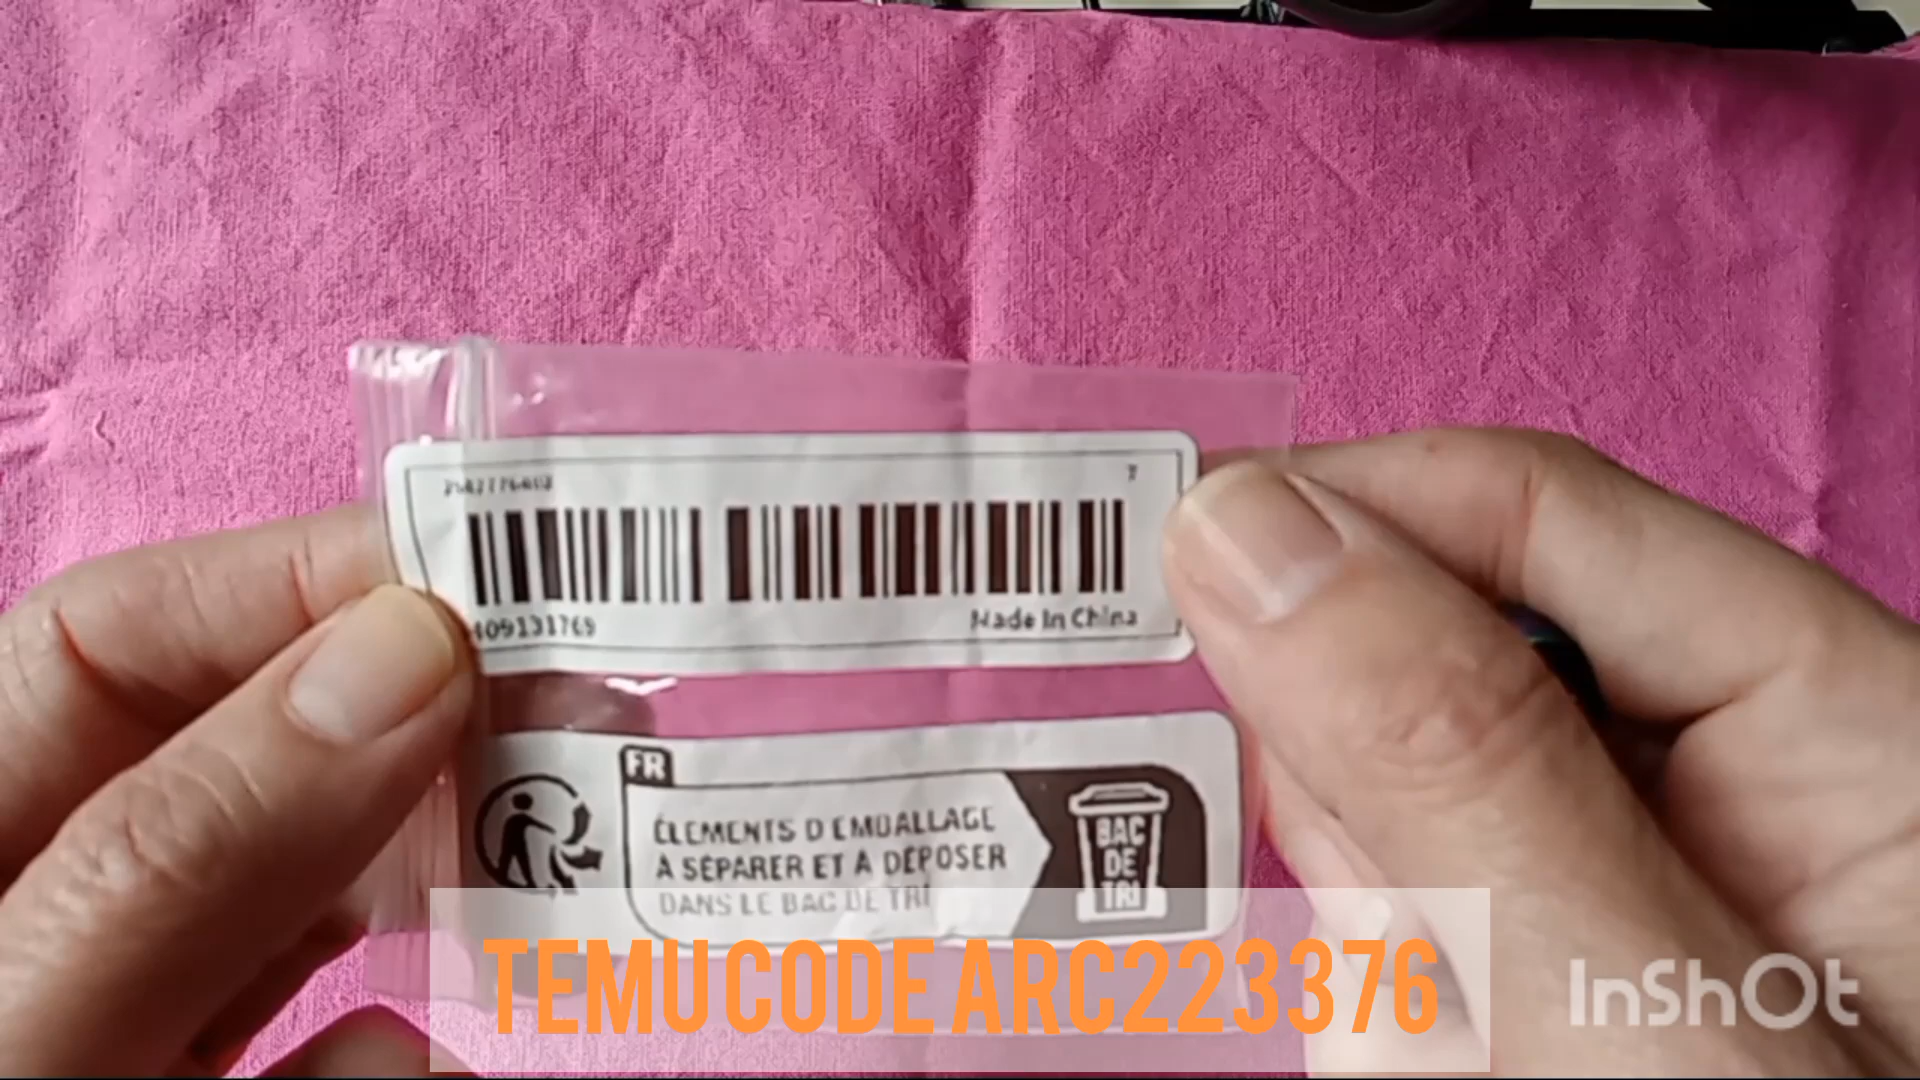 7
409131769
Made In China
FR
ÉLÉMENTS D'EMBALLAGE
À SÉPARER ET À DÉPOSER
DANS LE BAC DE TRI
BAC
DE
TRI
TEMU CODE ARC223376
InShOt